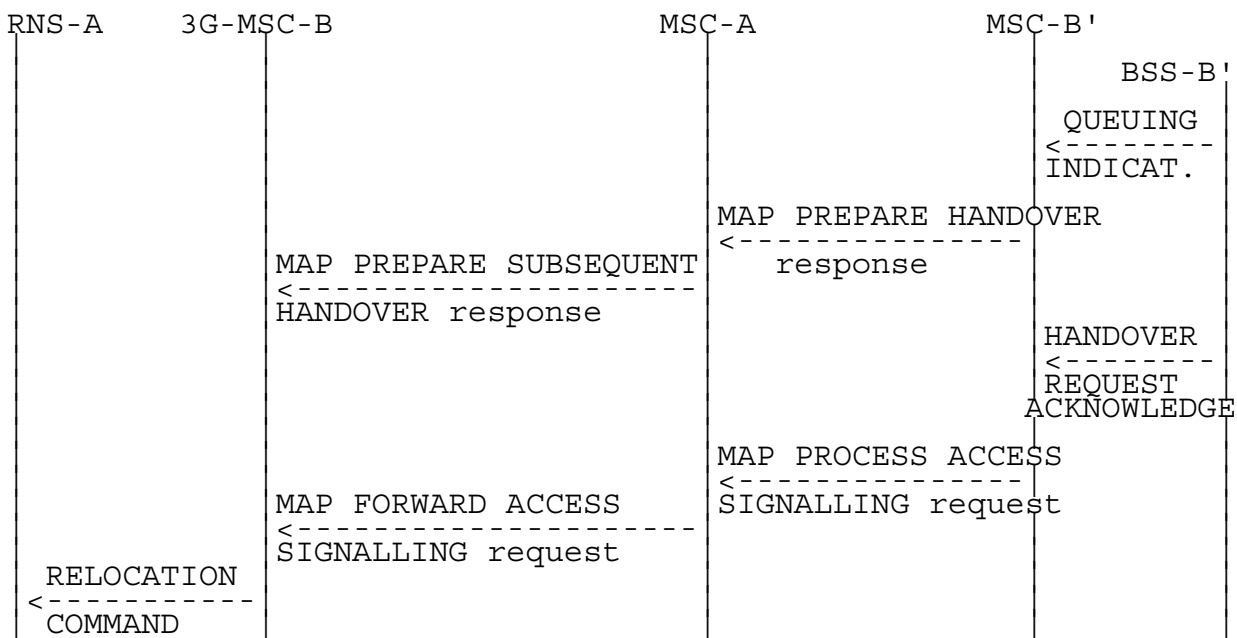 RNS-A 3G-MSC-B MSC-A MSC-B'
BSS-B'
QUEUING
INDICAT.
MAP PREPARE HANDOVER
response
MAP PREPARE SUBSEQUENT
HANDOVER response
HANDOVER
REQUEST
ACKNOWLEDGE
MAP PROCESS ACCESS
SIGNALLING request
MAP FORWARD ACCESS
SIGNALLING request
RELOCATION
COMMAND